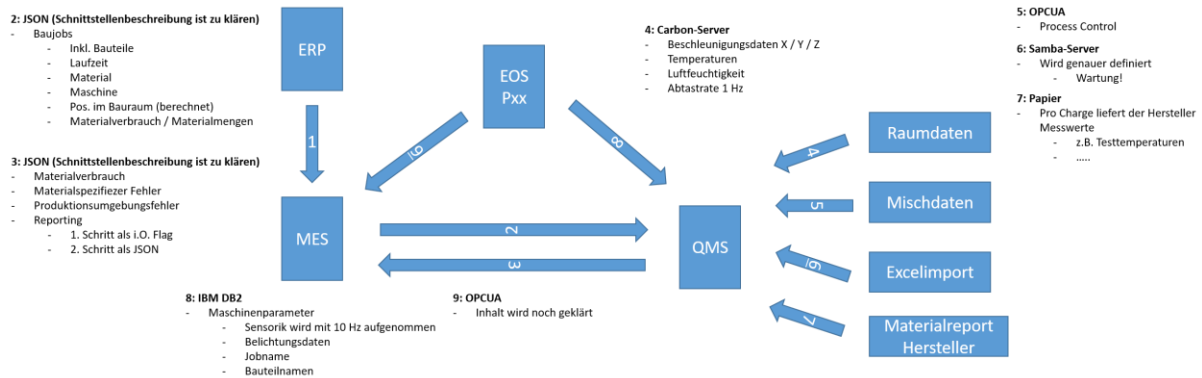 2: JSON (Schnittstellenbeschreibung ist zu klären)
- Baujobs
- Inkl. Bauteile
- Laufzeit
- Material
- Maschine
- Pos. im Bauraum (berechnet)
- Materialverbrauch / Materialmengen
3: JSON (Schnittstellenbeschreibung ist zu klären)
- Materialverbrauch
- Materialspezifiezer Fehler
- Produktionsumgebungsfehler
- Reporting
- 1. Schritt als i.O. Flag
- 2. Schritt als JSON
ERP
1
MES
EOS
Pxx
9
8
2
3
QMS
4: Carbon-Server
- Beschleunigungsdaten X / Y / Z
- Temperaturen
- Luftfeuchtigkeit
- Abtastrate 1 Hz
5: OPCUA
- Process Control
6: Samba-Server
- Wird genauer definiert
- Wartung!
7: Papier
- Pro Charge liefert der Hersteller
Messwerte
- z.B. Testtemperaturen
- .....
4
Raumdaten
5
Mischdaten
6
Excelimport
7
Materialreport
Hersteller
8: IBM DB2
- Maschinenparameter
- Sensorik wird mit 10 Hz aufgenommen
- Belichtungsdaten
- Jobname
- Bauteilnamen
9: OPCUA
- Inhalt wird noch geklärt